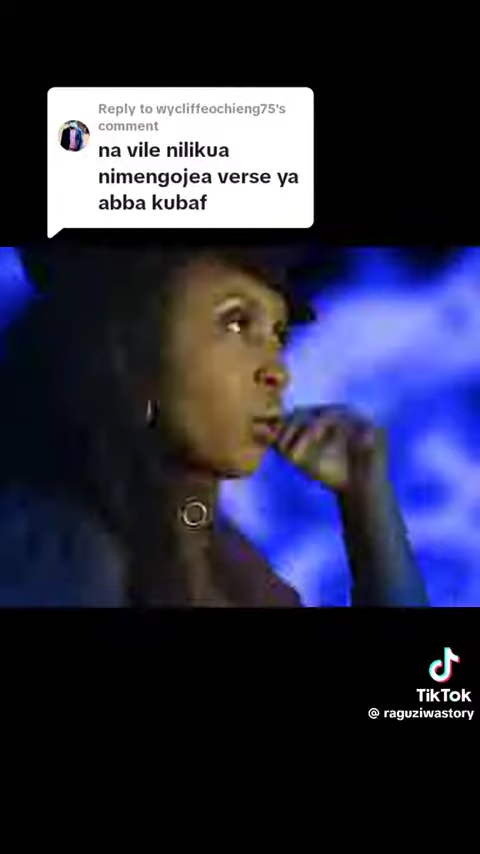 Reply to wycliffeochieng75's
comment
na vile nilikua
nimengojea verse ya
abba kubaf
TikTok
@ raguziwastory